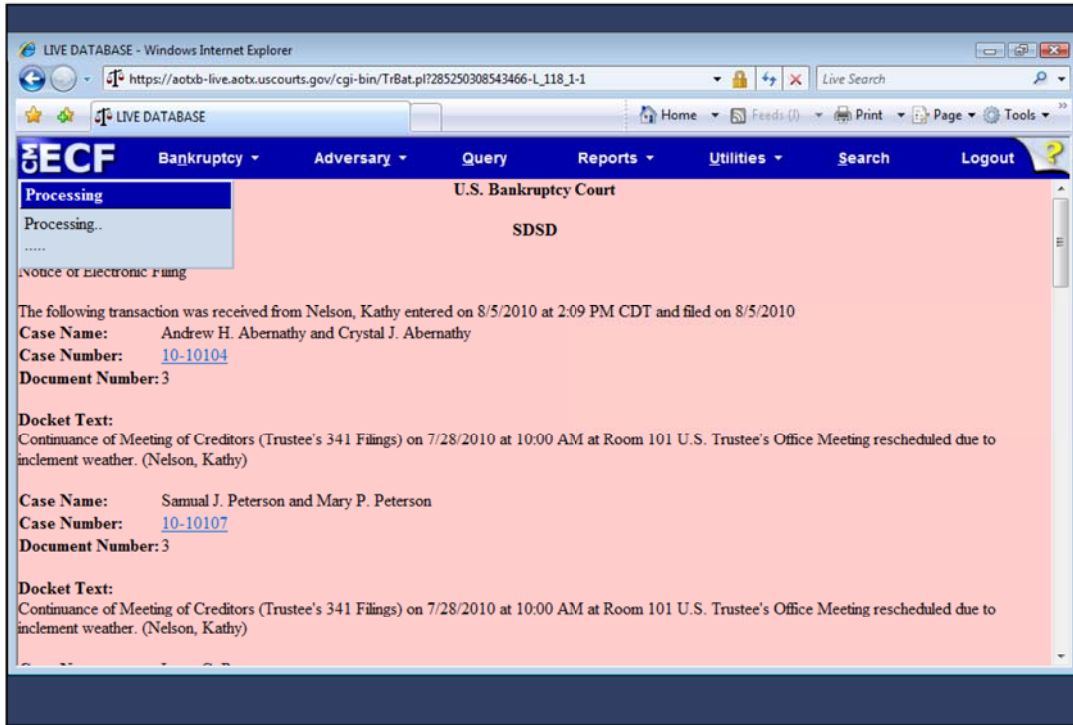 LIVE DATABASE - Windows Internet Explorer
https://aotxb-live.aotx.uscourts.gov/cgi-bin/TrBat.pl?285250308543466-L_118_1-1 Live Search
LIVE DATABASE Home Feeds (J) Print Page Tools »
CM ECF Bankruptcy Adversary Query Reports Utilities Search Logout ?
Processing
U.S. Bankruptcy Court
Processing..
SDSD
.....
Notice of Electronic Filing
The following transaction was received from Nelson, Kathy entered on 8/5/2010 at 2:09 PM CDT and filed on 8/5/2010
Case Name: Andrew H. Abernathy and Crystal J. Abernathy
Case Number: 10-10104
Document Number: 3
Docket Text:
Continuance of Meeting of Creditors (Trustee's 341 Filings) on 7/28/2010 at 10:00 AM at Room 101 U.S. Trustee's Office Meeting rescheduled due to
inclement weather. (Nelson, Kathy)
Case Name: Samual J. Peterson and Mary P. Peterson
Case Number: 10-10107
Document Number: 3
Docket Text:
Continuance of Meeting of Creditors (Trustee's 341 Filings) on 7/28/2010 at 10:00 AM at Room 101 U.S. Trustee's Office Meeting rescheduled due to
inclement weather. (Nelson, Kathy)